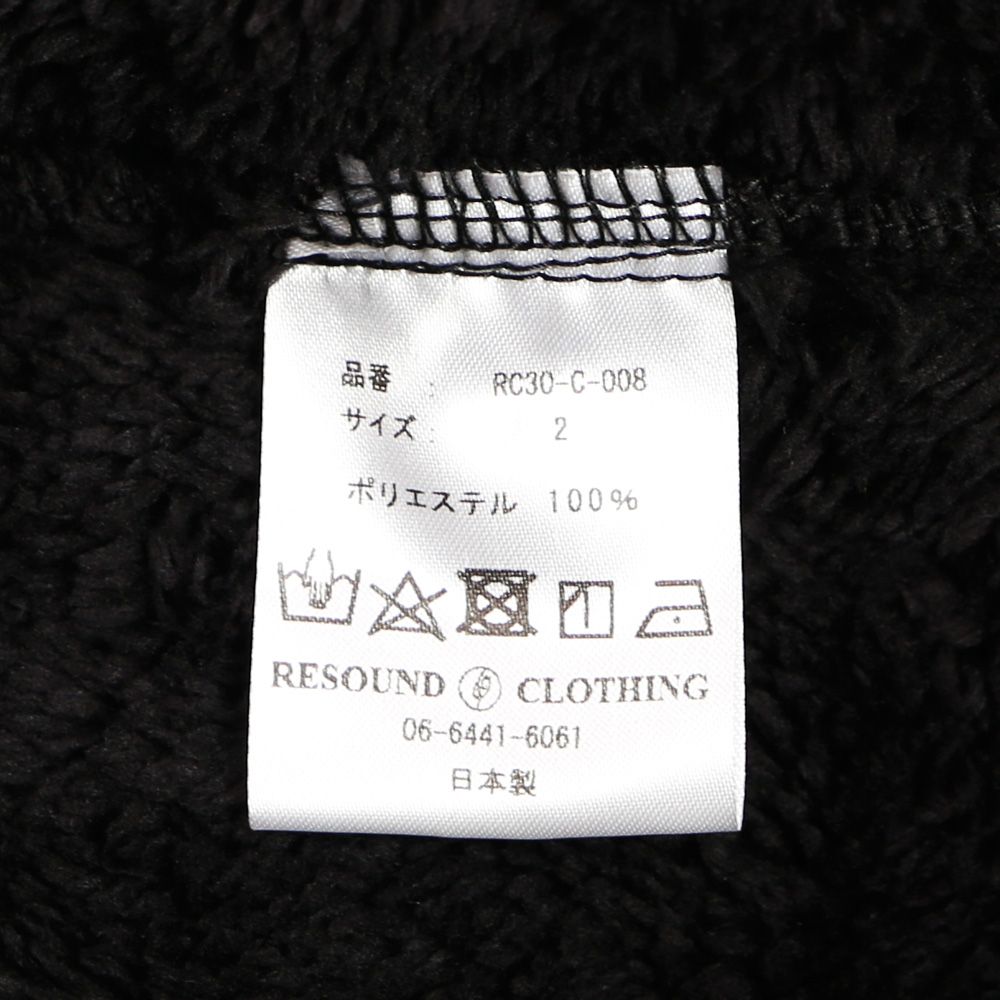 品番 : RC30-C-008
サイズ : 2
ポリエステル 100%
RESOUND CLOTHING
06-6441-6061
日本製